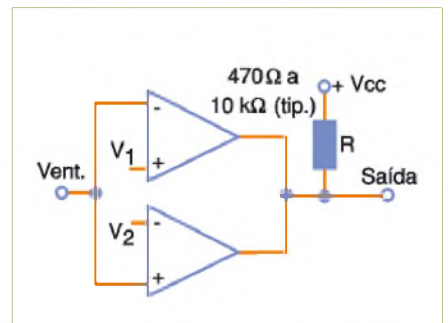 470Ω a
10 kΩ (tip.)
+ Vcc
R
-
V1
+
Vent.
Saída
V2
-
+